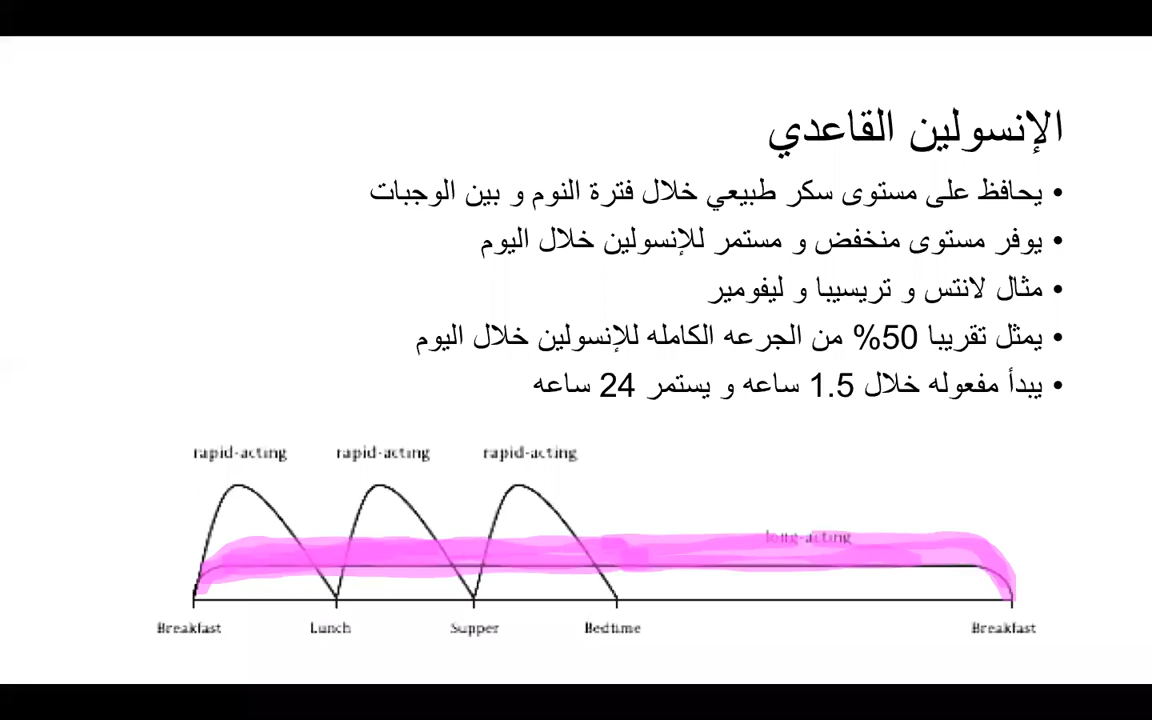 الإنسولين القاعدي
• يحافظ على مستوى سكر طبيعي خلال فترة النوم و بين الوجبات
• يوفر مستوى منخفض و مستمر للإنسولين خلال اليوم
• مثال لانتس و تريسيبا و ليفومير
• يمثل تقريبا 50% من الجرعه الكامله للإنسولين خلال اليوم
• يبدأ مفعوله خلال 1.5 ساعه و يستمر 24 ساعه
rapid-acting rapid-acting rapid-acting
long-acting
Breakfast Lunch Supper Bedtime Breakfast